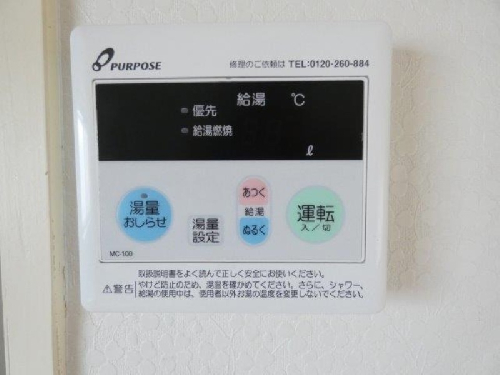 PURPOSE
修理のご依頼は TEL:0120-260-884
給湯 ℃
優先
給湯燃焼
ℓ
湯量
おしらせ
湯量
設定
あつく
給湯
ぬるく
運転
入/切
MC-100
取扱説明書をよく読んで正しく安全にお使いください。
⚠警告
やけど防止のため、湯温を確かめてください。さらに、シャワー、
給湯の使用中は、使用者以外お湯の温度を変更しないでください。